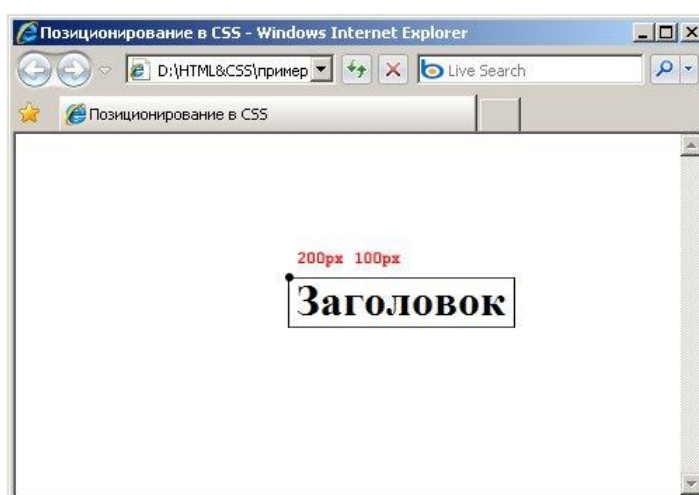 Позиционирование в CSS - Windows Internet Explorer
D:\HTML&CSS\пример
Live Search
Позиционирование в CSS
200px 100px
Заголовок